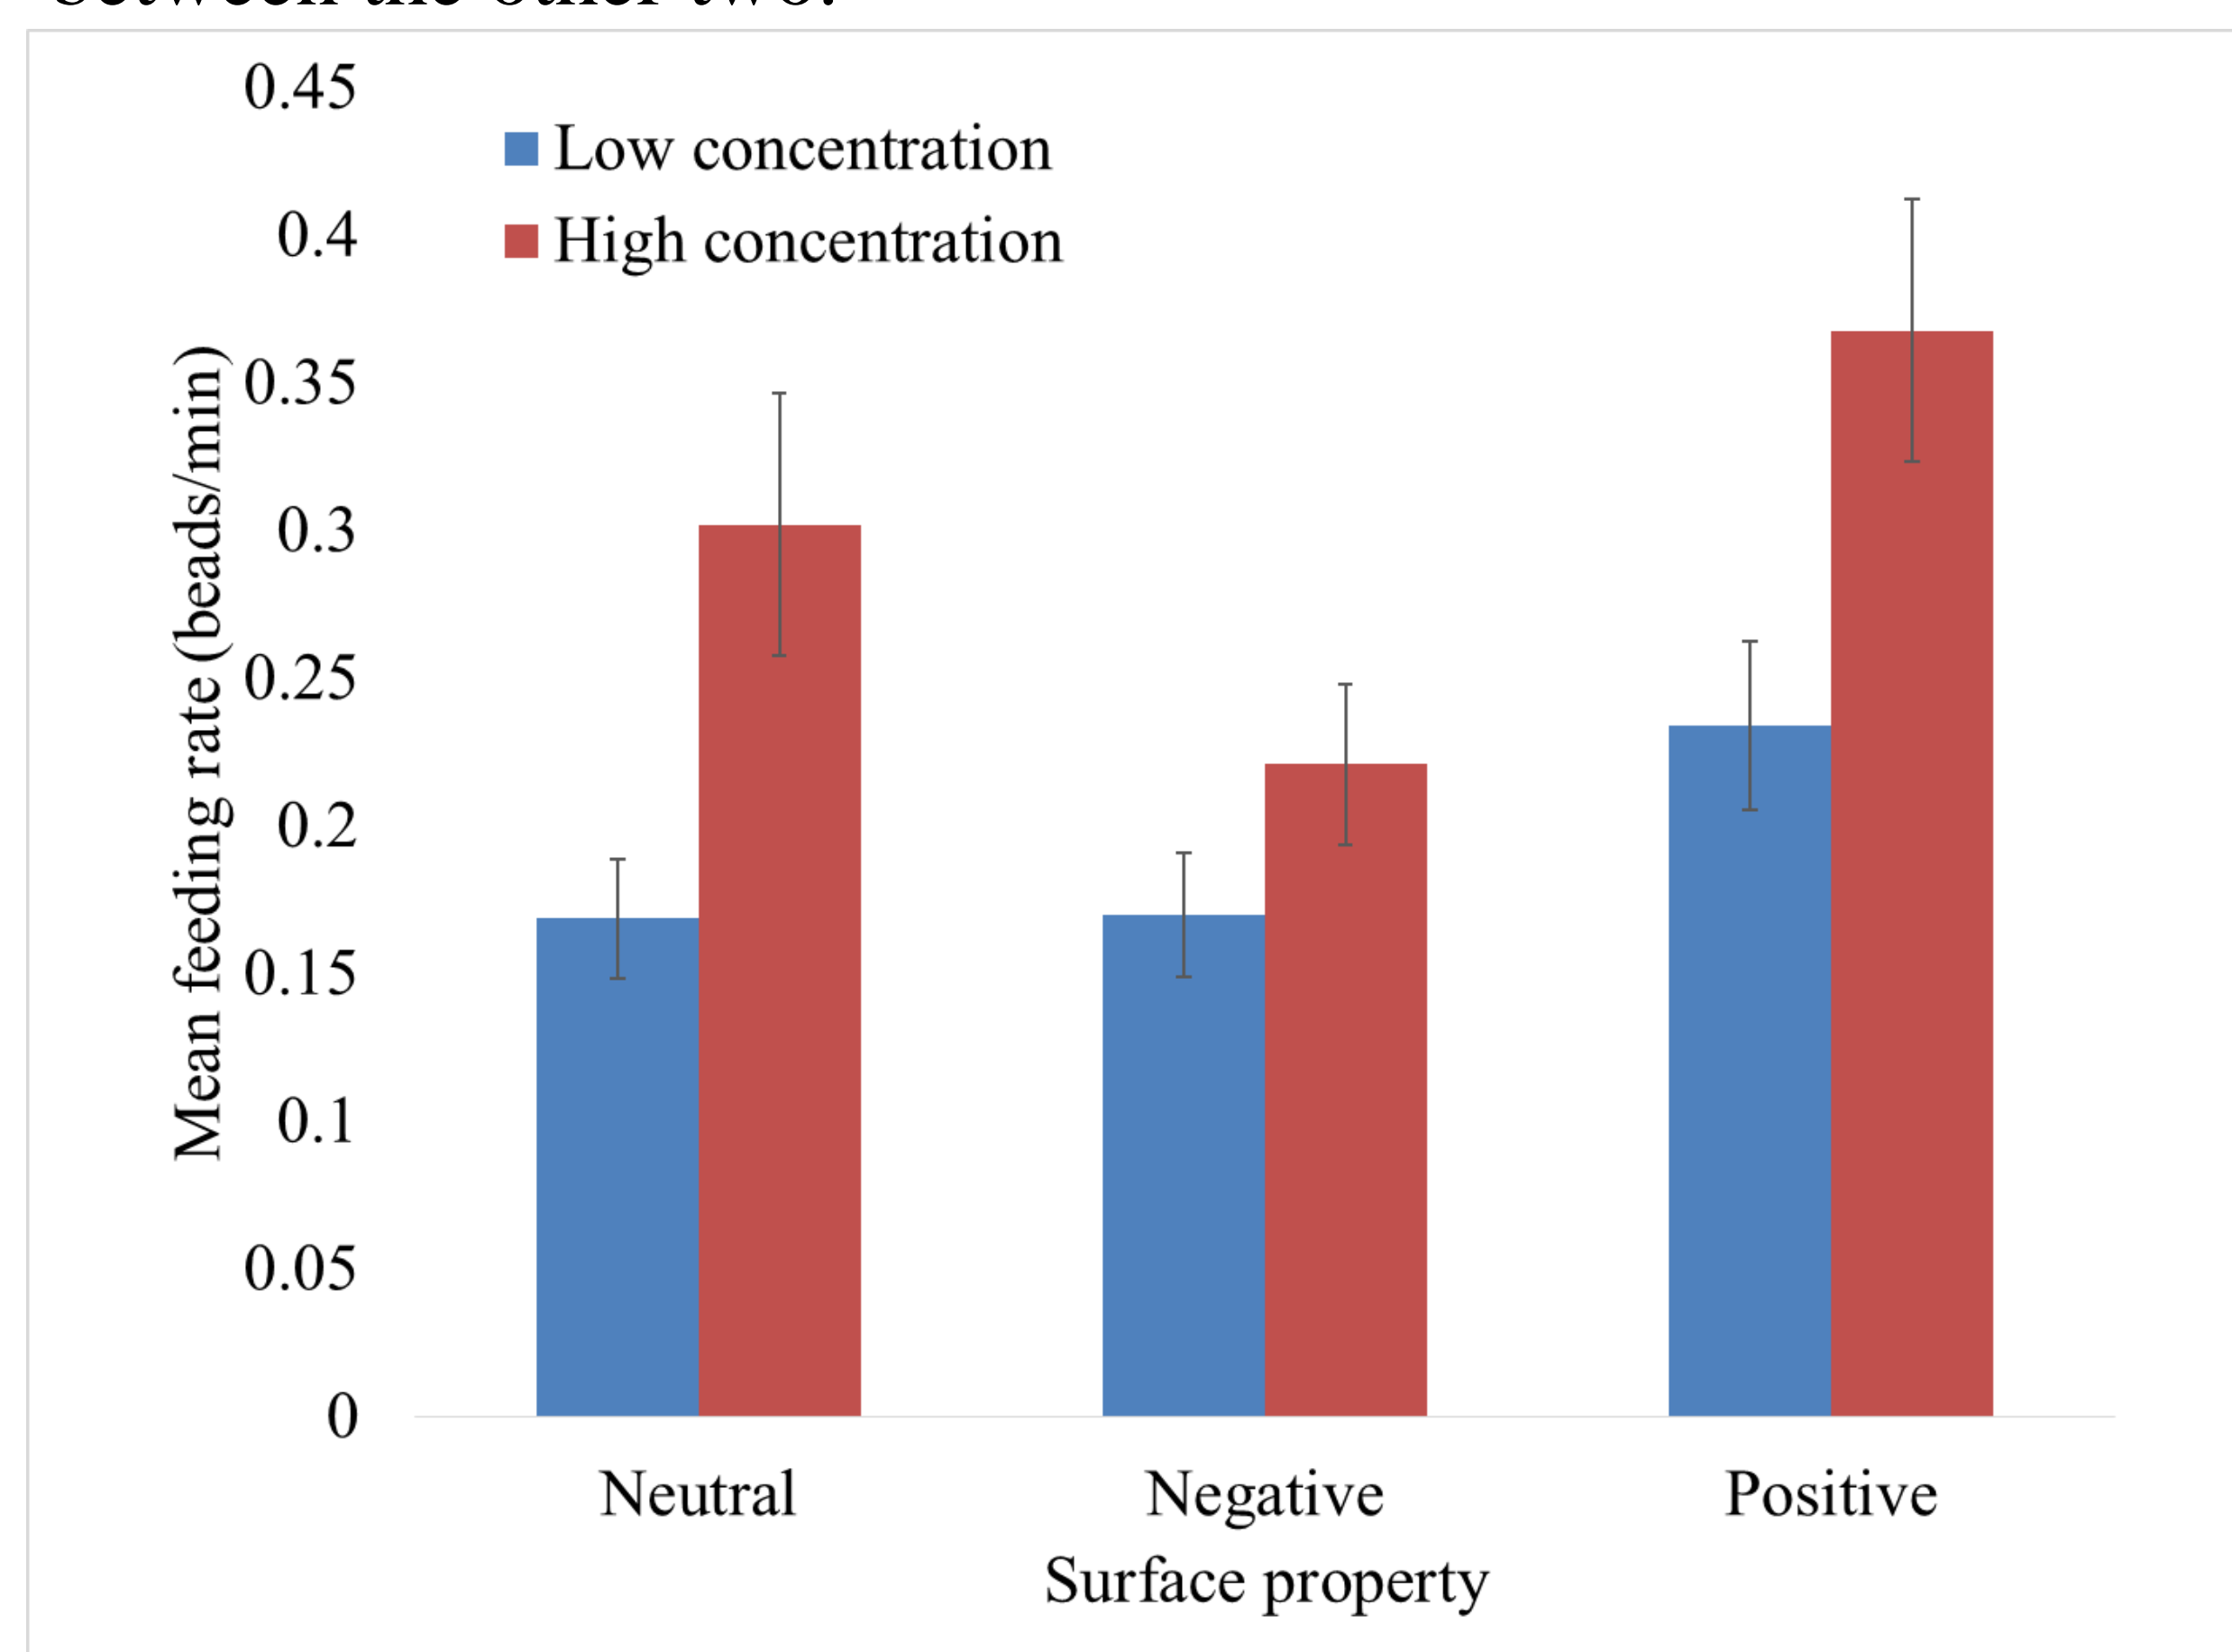 0.45
Low concentration
0.4
High concentration
0.35
0.3
0.25
0.2
0.15
0.1
0.05
0
Mean feeding rate (beads/min)
Neutral Negative Positive
Surface property